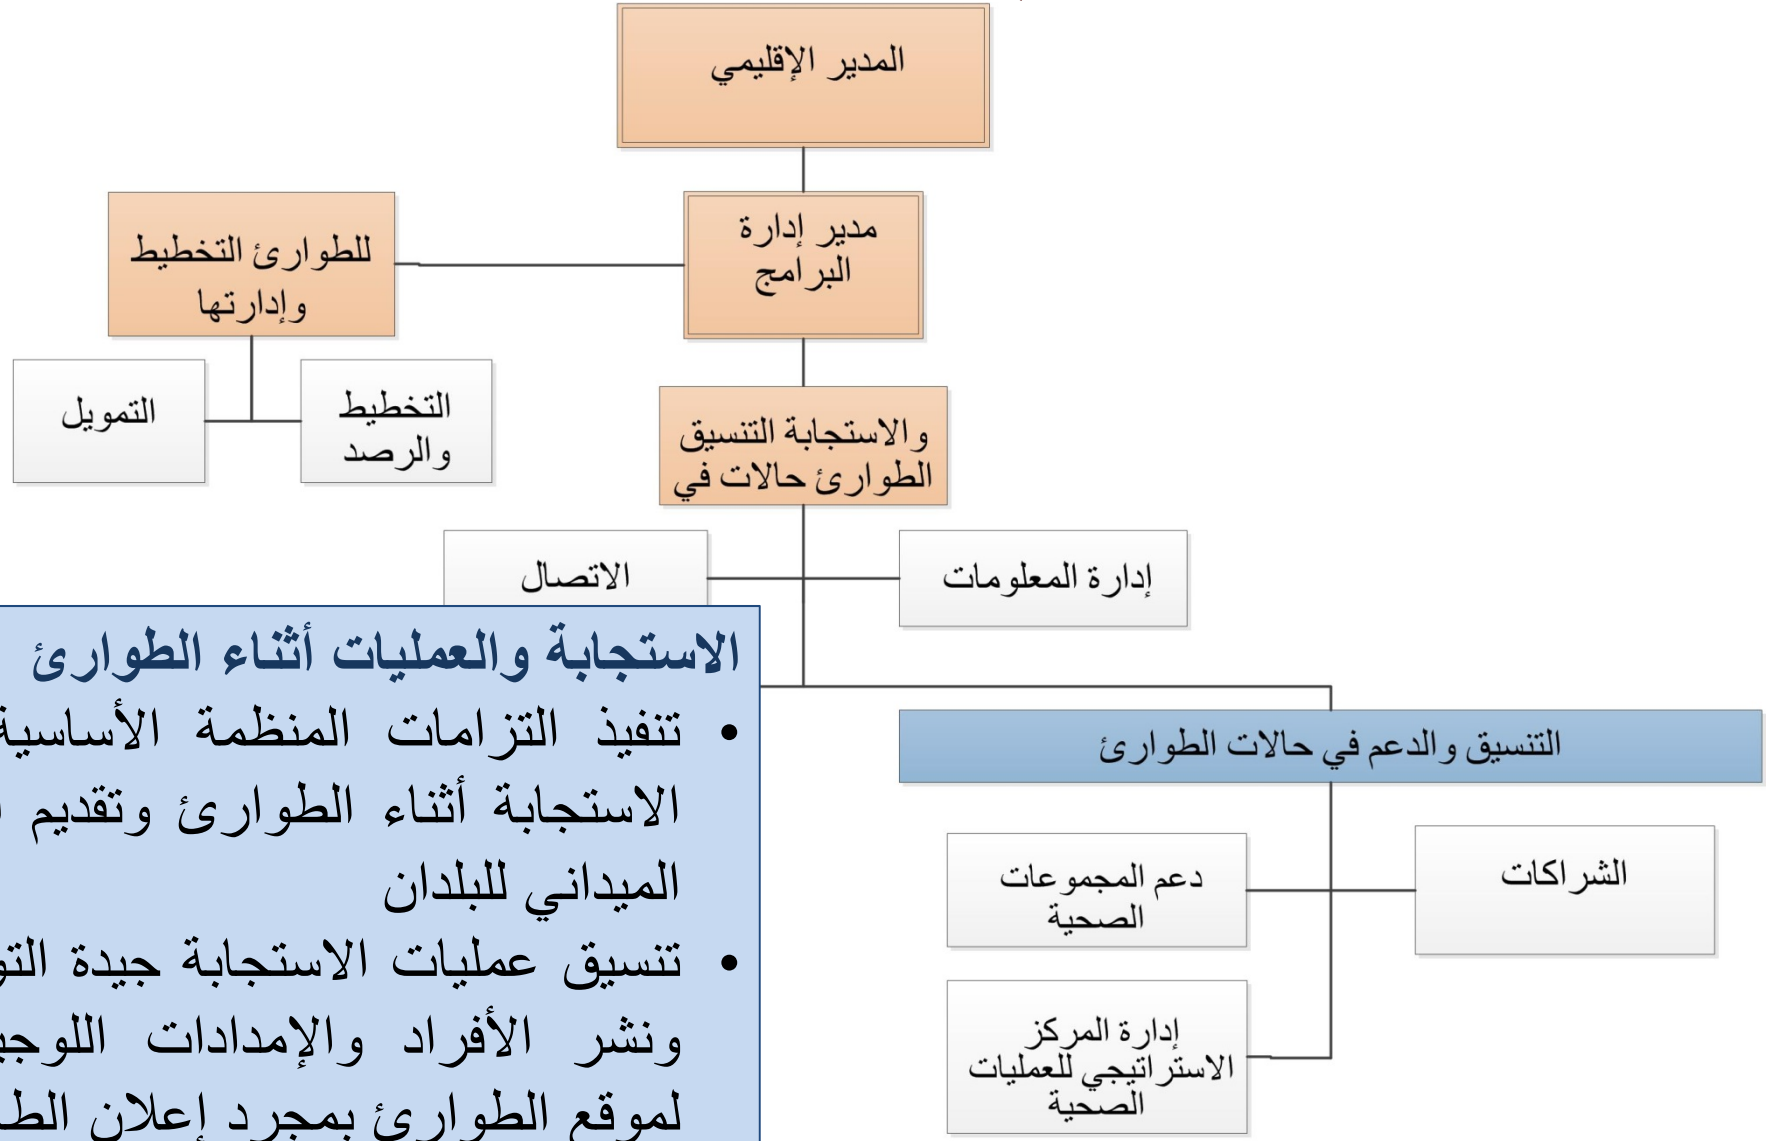 المدير الإقليمي
مدير إدارة
البرامج
للطوارئ التخطيط
وإدارتها
التخطيط
والرصد
التمويل
والاستجابة التنسيق
الطوارئ حالات في
إدارة المعلومات
الاتصال
التنسيق والدعم في حالات الطوارئ
الشراكات
دعم المجموعات
الصحية
إدارة المركز
الاستراتيجي للعمليات
الصحية
الاستجابة والعمليات أثناء الطوارئ
• تنفيذ التزامات المنظمة الأساسية
الاستجابة أثناء الطوارئ وتقديم
الميداني للبلدان
• تنسيق عمليات الاستجابة جيدة
ونشر الأفراد والإمدادات
لموقع الطوارئ بمجرد إعلان